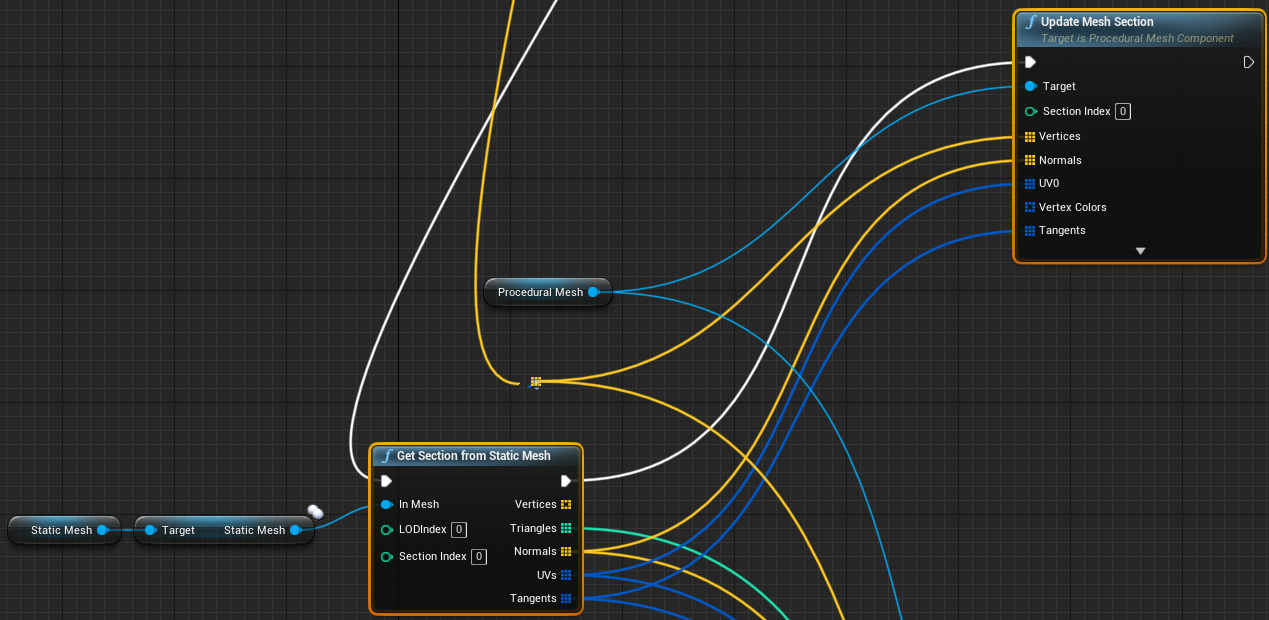 Update Mesh Section
Target is Procedural Mesh Component
Target
Section Index 0
Vertices
Normals
UV0
Vertex Colors
Tangents
Procedural Mesh
Get Section from Static Mesh
In Mesh Vertices
LODIndex 0 Triangles
Section Index 0 Normals
UVs
Tangents
Static Mesh
Target Static Mesh